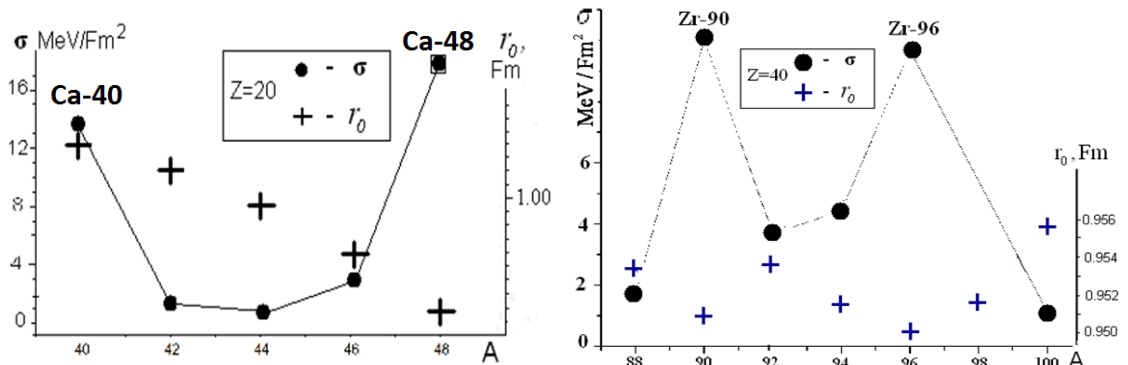 σ MeV/Fm²
Ca-48
r₀,
Fm
- σ
Z=20
- r₀
16
Ca-40
12
8
4
0
1.00
40
42
44
46
48
A
σ
MeV/Fm²
Zr-90
Zr-96
- σ
Z=40
- r₀
8
6
4
2
0
r₀, Fm
0.956
0.954
0.952
0.950
88
90
92
94
96
98
100
A